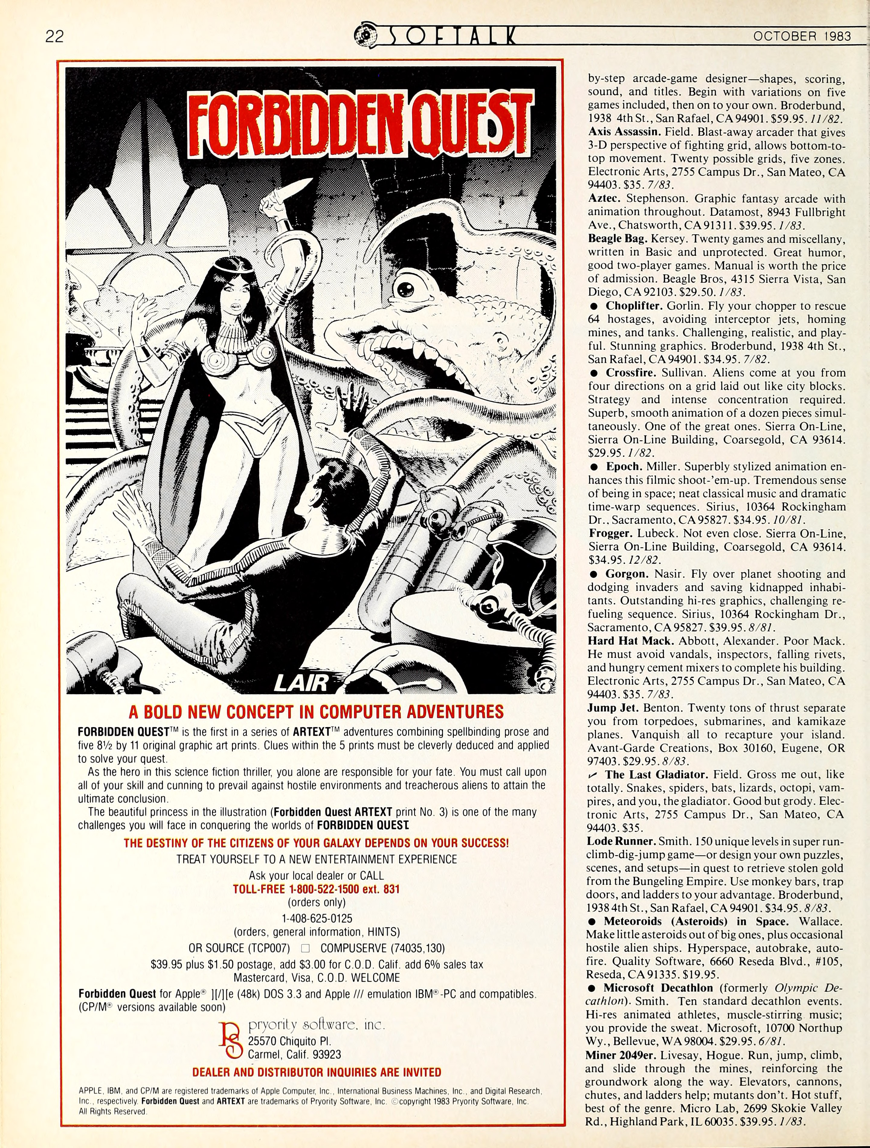 22
SOFTALK
OCTOBER 1983
FORBIDDEN QUEST
LAIR
A BOLD NEW CONCEPT IN COMPUTER ADVENTURES
FORBIDDEN QUEST™ is the first in a series of ARTEXT™ adventures combining spellbinding prose and
five 8½ by 11 original graphic art prints. Clues within the 5 prints must be cleverly deduced and applied
to solve your quest.
As the hero in this science fiction thriller, you alone are responsible for your fate. You must call upon
all of your skill and cunning to prevail against hostile environments and treacherous aliens to attain the
ultimate conclusion.
The beautiful princess in the illustration (Forbidden Quest ARTEXT print No. 3) is one of the many
challenges you will face in conquering the worlds of FORBIDDEN QUEST.
THE DESTINY OF THE CITIZENS OF YOUR GALAXY DEPENDS ON YOUR SUCCESS!
TREAT YOURSELF TO A NEW ENTERTAINMENT EXPERIENCE
Ask your local dealer or CALL
TOLL-FREE 1-800-522-1500 ext. 831
(orders only)
1-408-625-0125
(orders, general information, HINTS)
OR SOURCE (TCP007) □ COMPUSERVE (74035,130)
$39.95 plus $1.50 postage, add $3.00 for C.O.D. Calif. add 6% sales tax
Mastercard, Visa, C.O.D. WELCOME
Forbidden Quest for Apple® ][/][e (48k) DOS 3.3 and Apple /// emulation IBM®-PC and compatibles.
(CP/M® versions available soon)
PS
pryority software, inc.
25570 Chiquito Pl.
Carmel, Calif. 93923
DEALER AND DISTRIBUTOR INQUIRIES ARE INVITED
APPLE, IBM, and CP/M are registered trademarks of Apple Computer, Inc., International Business Machines, Inc., and Digital Research,
Inc., respectively. Forbidden Quest and ARTEXT are trademarks of Pryority Software, Inc. ©copyright 1983 Pryority Software, Inc.
All Rights Reserved.
by-step arcade-game designer—shapes, scoring,
sound, and titles. Begin with variations on five
games included, then on to your own. Broderbund,
1938 4th St., San Rafael, CA 94901. $59.95. 11/82.
Axis Assassin. Field. Blast-away arcader that gives
3-D perspective of fighting grid, allows bottom-to-
top movement. Twenty possible grids, five zones.
Electronic Arts, 2755 Campus Dr., San Mateo, CA
94403. $35. 7/83.
Aztec. Stephenson. Graphic fantasy arcade with
animation throughout. Datamost, 8943 Fullbright
Ave., Chatsworth, CA 91311. $39.95. 1/83.
Beagle Bag. Kersey. Twenty games and miscellany,
written in Basic and unprotected. Great humor,
good two-player games. Manual is worth the price
of admission. Beagle Bros, 4315 Sierra Vista, San
Diego, CA 92103. $29.50. 1/83.
● Choplifter. Gorlin. Fly your chopper to rescue
64 hostages, avoiding interceptor jets, homing
mines, and tanks. Challenging, realistic, and play-
ful. Stunning graphics. Broderbund, 1938 4th St.,
San Rafael, CA 94901. $34.95. 7/82.
● Crossfire. Sullivan. Aliens come at you from
four directions on a grid laid out like city blocks.
Strategy and intense concentration required.
Superb, smooth animation of a dozen pieces simul-
taneously. One of the great ones. Sierra On-Line,
Sierra On-Line Building, Coarsegold, CA 93614.
$29.95. 1/82.
● Epoch. Miller. Superbly stylized animation en-
hances this filmic shoot-'em-up. Tremendous sense
of being in space; neat classical music and dramatic
time-warp sequences. Sirius, 10364 Rockingham
Dr., Sacramento, CA 95827. $34.95. 10/81.
Frogger. Lubeck. Not even close. Sierra On-Line,
Sierra On-Line Building, Coarsegold, CA 93614.
$34.95. 12/82.
● Gorgon. Nasir. Fly over planet shooting and
dodging invaders and saving kidnapped inhabi-
tants. Outstanding hi-res graphics, challenging re-
fueling sequence. Sirius, 10364 Rockingham Dr.,
Sacramento, CA 95827. $39.95. 8/81.
Hard Hat Mack. Abbott, Alexander. Poor Mack.
He must avoid vandals, inspectors, falling rivets,
and hungry cement mixers to complete his building.
Electronic Arts, 2755 Campus Dr., San Mateo, CA
94403. $35. 7/83.
Jump Jet. Benton. Twenty tons of thrust separate
you from torpedoes, submarines, and kamikaze
planes. Vanquish all to recapture your island.
Avant-Garde Creations, Box 30160, Eugene, OR
97403. $29.95. 8/83.
✓ The Last Gladiator. Field. Gross me out, like
totally. Snakes, spiders, bats, lizards, octopi, vam-
pires, and you, the gladiator. Good but grody. Elec-
tronic Arts, 2755 Campus Dr., San Mateo, CA
94403. $35.
Lode Runner. Smith. 150 unique levels in super run-
climb-dig-jump game—or design your own puzzles,
scenes, and setups—in quest to retrieve stolen gold
from the Bungeling Empire. Use monkey bars, trap
doors, and ladders to your advantage. Broderbund,
1938 4th St., San Rafael, CA 94901. $34.95. 8/83.
● Meteoroids (Asteroids) in Space. Wallace.
Make little asteroids out of big ones, plus occasional
hostile alien ships. Hyperspace, autobrake, auto-
fire. Quality Software, 6660 Reseda Blvd., #105,
Reseda, CA 91335. $19.95.
● Microsoft Decathlon (formerly Olympic De-
cathlon). Smith. Ten standard decathlon events.
Hi-res animated athletes, muscle-stirring music;
you provide the sweat. Microsoft, 10700 Northup
Wy., Bellevue, WA 98004. $29.95. 6/81.
Miner 2049er. Livesay, Hogue. Run, jump, climb,
and slide through the mines, reinforcing the
groundwork along the way. Elevators, cannons,
chutes, and ladders help; mutants don't. Hot stuff,
best of the genre. Micro Lab, 2699 Skokie Valley
Rd., Highland Park, IL 60035. $39.95. 1/83.